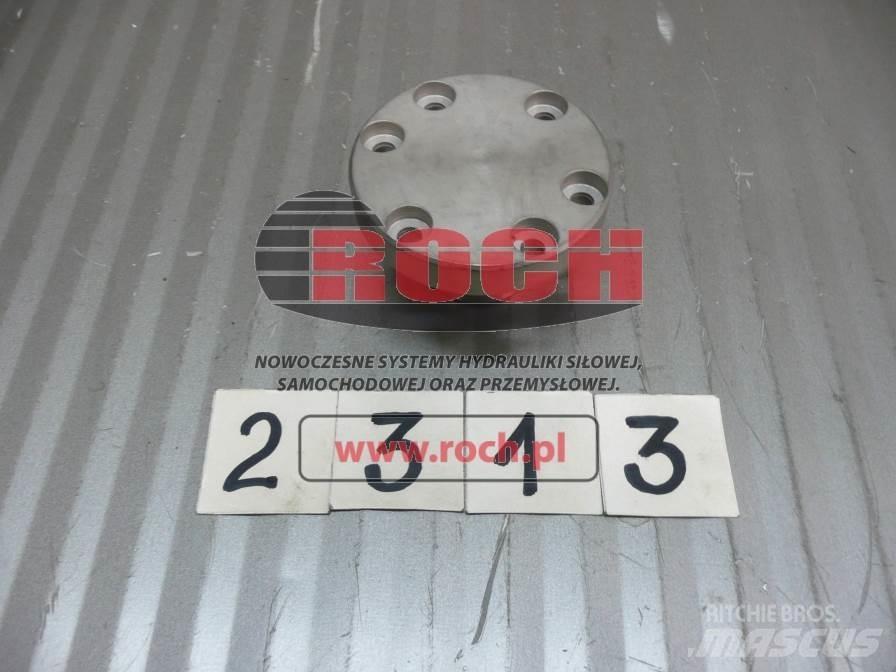 ROCH
NOWOCZESNE SYSTEMY HYDRAULIKI SIŁOWEJ,
SAMOCHODOWEJ ORAZ PRZEMYSŁOWEJ.
2 3 1 3
www.roch.pl
RITCHIE BROS.
MASCUS